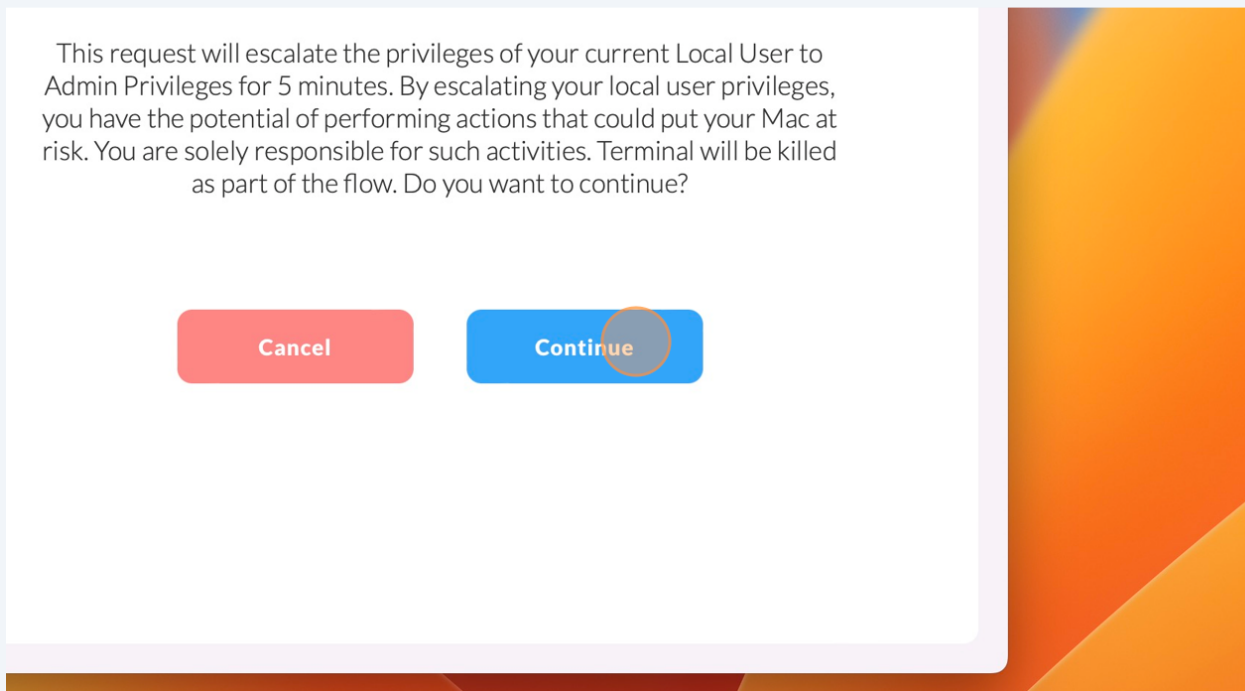 This request will escalate the privileges of your current Local User to
Admin Privileges for 5 minutes. By escalating your local user privileges,
you have the potential of performing actions that could put your Mac at
risk. You are solely responsible for such activities. Terminal will be killed
as part of the flow. Do you want to continue?
Cancel
Continue